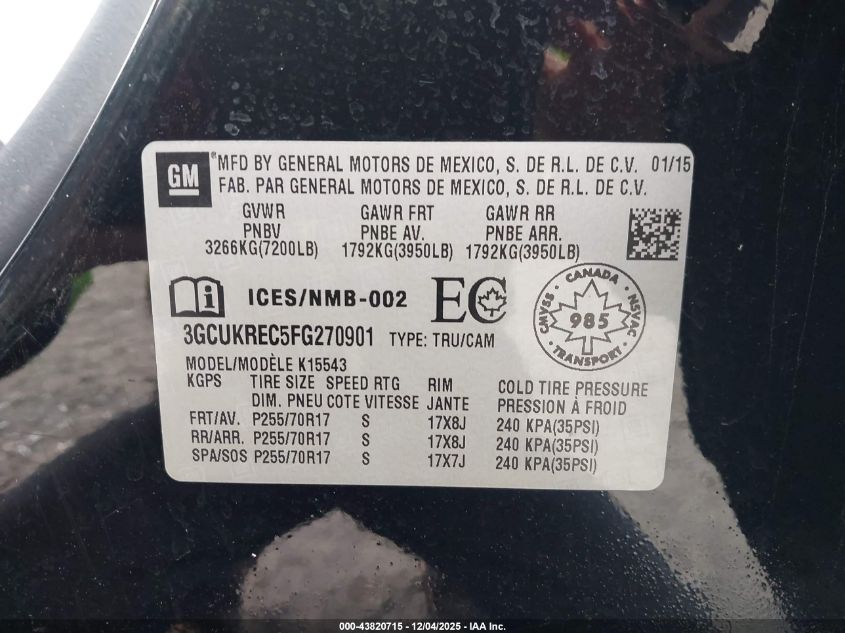 GM
®MFD BY GENERAL MOTORS DE MEXICO, S. DE R.L. DE C.V. 01/15
FAB. PAR GENERAL MOTORS DE MEXICO, S. DE R.L. DE C.V.
GVWR GAWR FRT GAWR RR
PNBV PNBE AV. PNBE ARR.
3266KG(7200LB) 1792KG(3950LB) 1792KG(3950LB)
ICES/NMB-002 EC
CANADA
CMVSS 985 NSVAC
TRANSPORT
3GCUKREC5FG270901 TYPE: TRU/CAM
MODEL/MODÈLE K15543
KGPS TIRE SIZE SPEED RTG RIM COLD TIRE PRESSURE
DIM. PNEU COTE VITESSE JANTE PRESSION À FROID
FRT/AV. P255/70R17 S 17X8J 240 KPA(35PSI)
RR/ARR. P255/70R17 S 17X8J 240 KPA(35PSI)
SPA/SOS P255/70R17 S 17X7J 240 KPA(35PSI)
000-43820715 - 12/04/2025 - IAA Inc.